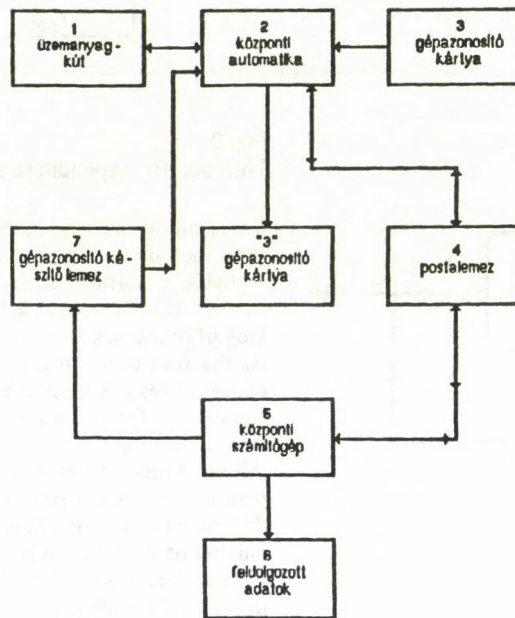 1
üzemanyag-
kút
2
központi
automatika
3
gépazonosító
kártya
7
gépazonosító ké-
szítő lemez
"3"
gépazonosító
kártya
4
postalemez
5
központi
számítógép
6
feldolgozott
adatok